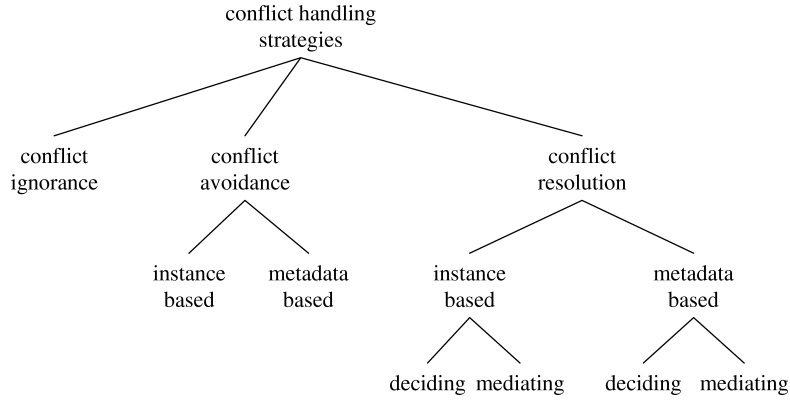 conflict handling
strategies
conflict
ignorance
conflict
avoidance
conflict
resolution
instance
based
metadata
based
instance
based
metadata
based
deciding
mediating
deciding
mediating